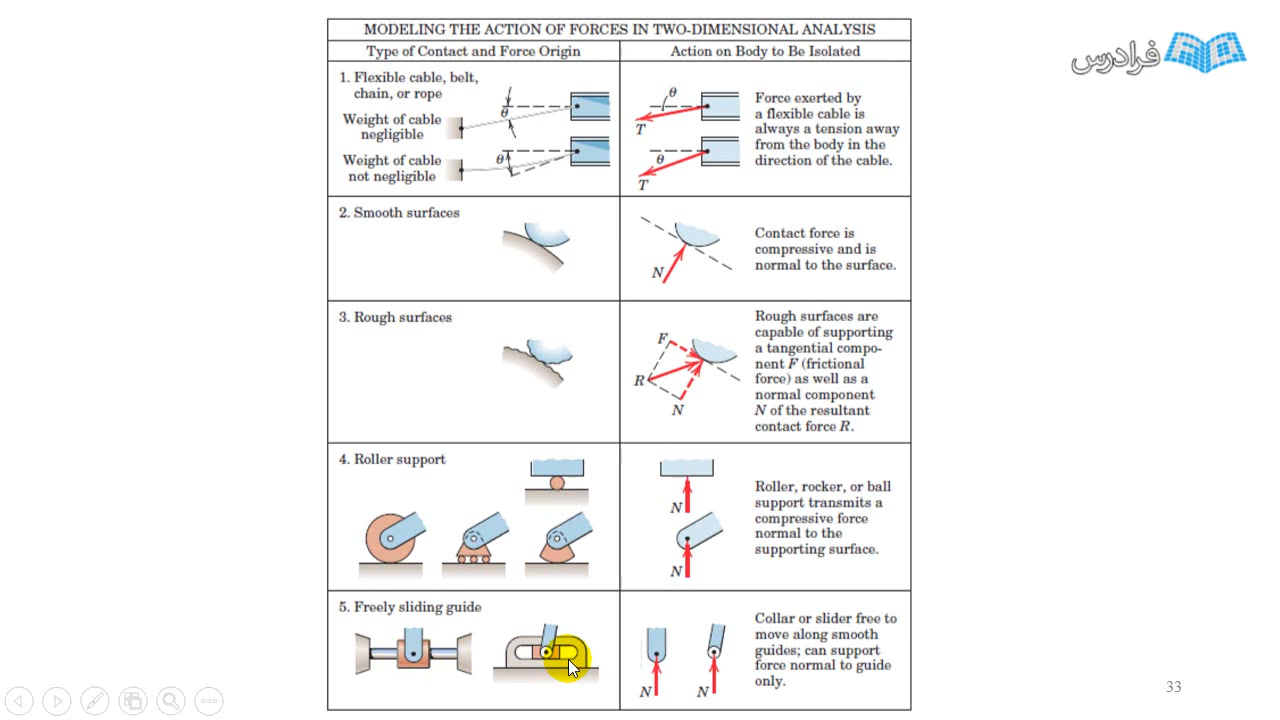 MODELING THE ACTION OF FORCES IN TWO-DIMENSIONAL ANALYSIS
Type of Contact and Force Origin
Action on Body to Be Isolated
فرادرس
1. Flexible cable, belt,
chain, or rope
Weight of cable
negligible
Weight of cable
not negligible
θ
θ
θ
T
θ
T
Force exerted by
a flexible cable is
always a tension away
from the body in the
direction of the cable.
2. Smooth surfaces
N
Contact force is
compressive and is
normal to the surface.
3. Rough surfaces
F
R
N
Rough surfaces are
capable of supporting
a tangential compo-
nent F (frictional
force) as well as a
normal component
N of the resultant
contact force R.
4. Roller support
N
N
Roller, rocker, or ball
support transmits a
compressive force
normal to the
supporting surface.
5. Freely sliding guide
N
N
Collar or slider free to
move along smooth
guides; can support
force normal to guide
only.
33